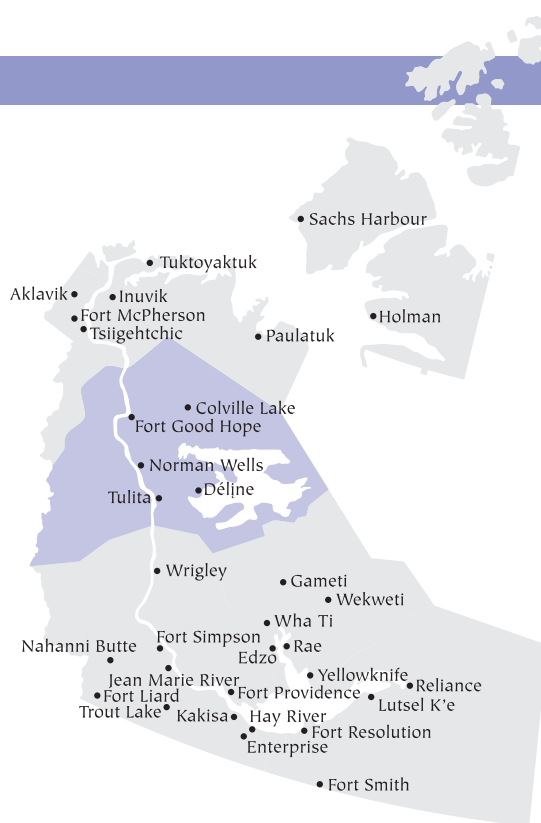 Sachs Harbour
Tuktoyaktuk
Aklavik
Inuvik
Fort McPherson
Holman
Tsiigehtchic
Paulatuk
Colville Lake
Fort Good Hope
Norman Wells
Délįne
Tulita
Wrigley
Gameti
Wekweti
Wha Ti
Fort Simpson
Nahanni Butte
Rae
Edzo
Yellowknife
Jean Marie River
Reliance
Fort Providence
Fort Liard
Lutsel K'e
Trout Lake
Kakisa
Hay River
Fort Resolution
Enterprise
Fort Smith